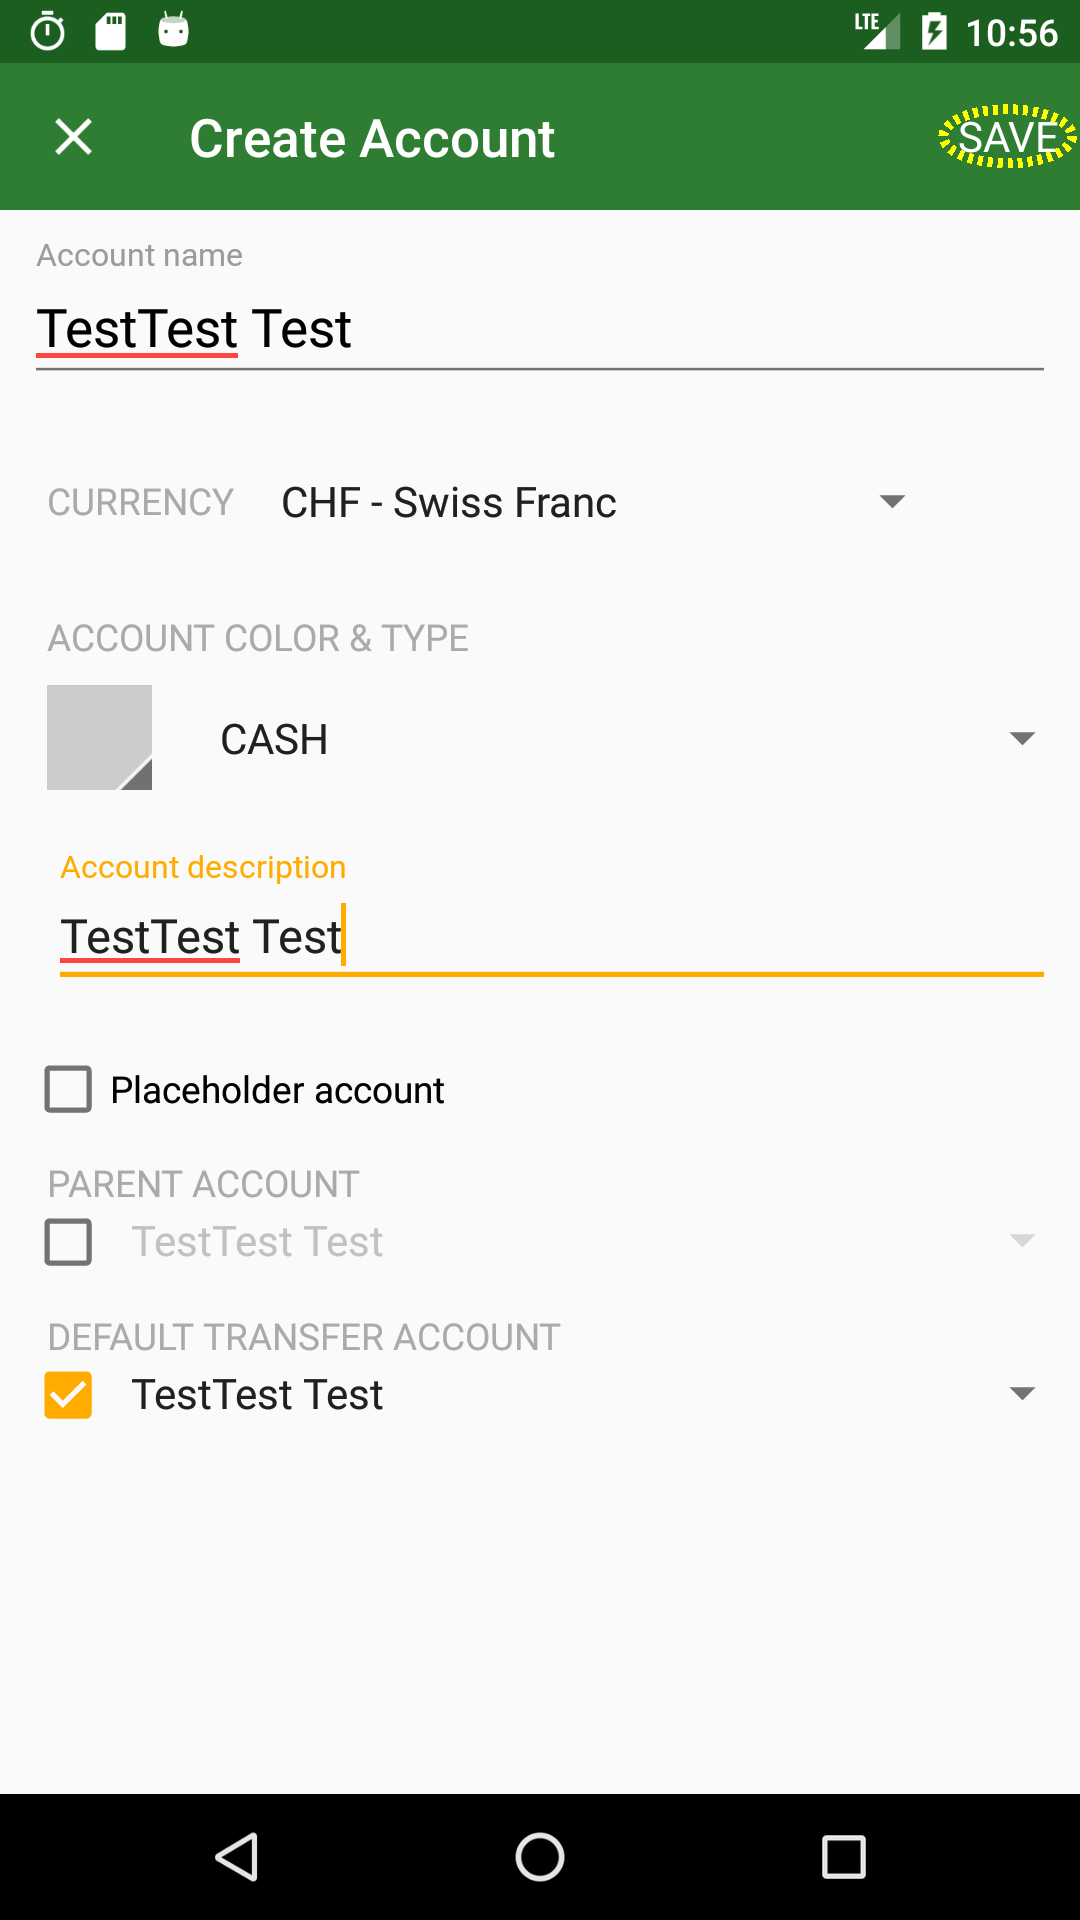 LTE 10:56
Create Account SAVE
Account name
TestTest Test
CURRENCY CHF - Swiss Franc
ACCOUNT COLOR & TYPE
CASH
Account description
TestTest Test
Placeholder account
PARENT ACCOUNT
TestTest Test
DEFAULT TRANSFER ACCOUNT
TestTest Test